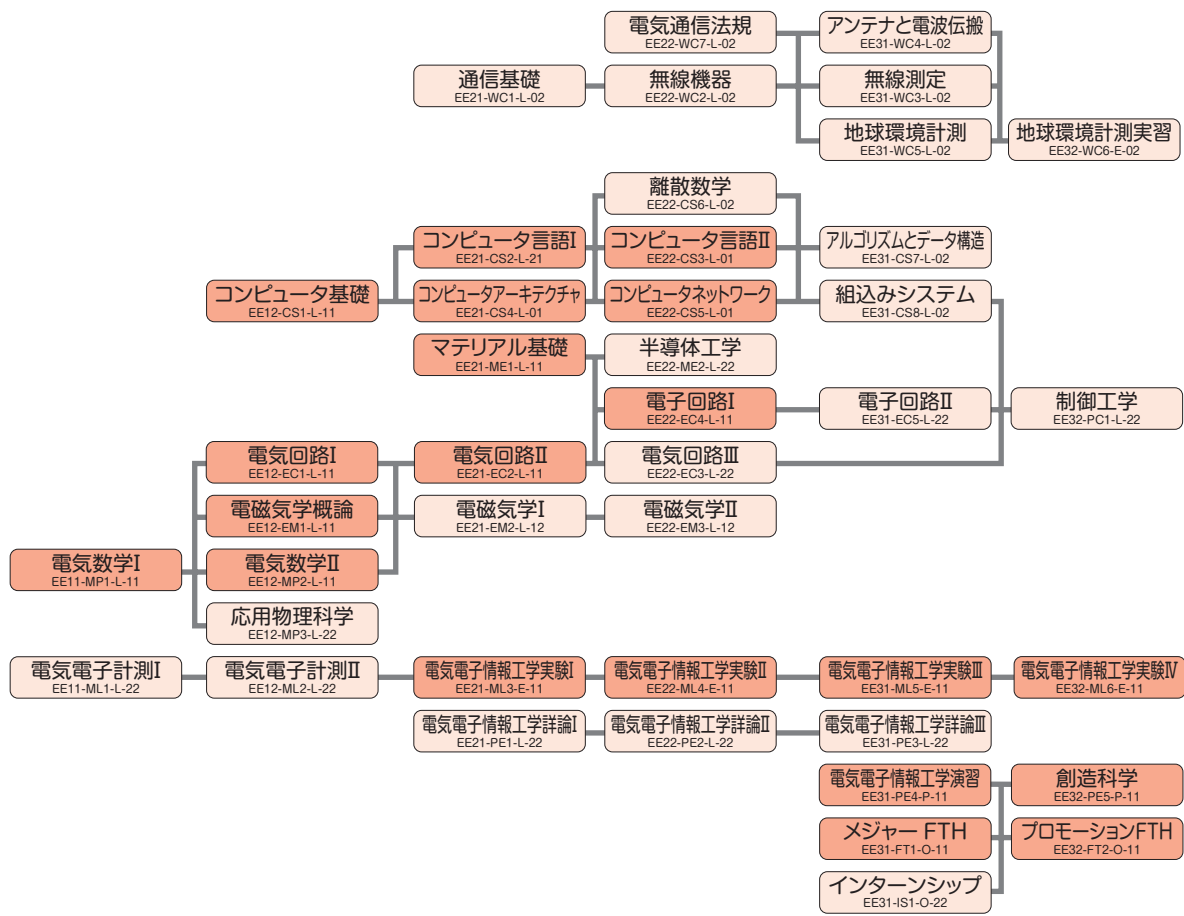 電気通信法規
EE22-WC7-L-02
アンテナと電波伝搬
EE31-WC4-L-02
通信基礎
EE21-WC1-L-02
無線機器
EE22-WC2-L-02
無線測定
EE31-WC3-L-02
地球環境計測
EE31-WC5-L-02
地球環境計測実習
EE32-WC6-E-02
離散数学
EE22-CS6-L-02
コンピュータ言語Ⅰ
EE21-CS2-L-21
コンピュータ言語Ⅱ
EE22-CS3-L-01
アルゴリズムとデータ構造
EE31-CS7-L-02
コンピュータ基礎
EE12-CS1-L-11
コンピュータアーキテクチャ
EE21-CS4-L-01
コンピュータネットワーク
EE22-CS5-L-01
組込みシステム
EE31-CS8-L-02
マテリアル基礎
EE21-ME1-L-11
半導体工学
EE22-ME2-L-22
電子回路Ⅰ
EE22-EC4-L-11
電子回路Ⅱ
EE31-EC5-L-22
制御工学
EE32-PC1-L-22
電気回路Ⅰ
EE12-EC1-L-11
電気回路Ⅱ
EE21-EC2-L-11
電気回路Ⅲ
EE22-EC3-L-22
電磁気学概論
EE12-EM1-L-11
電磁気学Ⅰ
EE21-EM2-L-12
電磁気学Ⅱ
EE22-EM3-L-12
電気数学Ⅰ
EE11-MP1-L-11
電気数学Ⅱ
EE12-MP2-L-11
応用物理科学
EE12-MP3-L-22
電気電子計測Ⅰ
EE11-ML1-L-22
電気電子計測Ⅱ
EE12-ML2-L-22
電気電子情報工学実験Ⅰ
EE21-ML3-E-11
電気電子情報工学実験Ⅱ
EE22-ML4-E-11
電気電子情報工学実験Ⅲ
EE31-ML5-E-11
電気電子情報工学実験Ⅳ
EE32-ML6-E-11
電気電子情報工学詳論Ⅰ
EE21-PE1-L-22
電気電子情報工学詳論Ⅱ
EE22-PE2-L-22
電気電子情報工学詳論Ⅲ
EE31-PE3-L-22
電気電子情報工学演習
EE31-PE4-P-11
創造科学
EE32-PE5-P-11
メジャー FTH
EE31-FT1-O-11
プロモーションFTH
EE32-FT2-O-11
インターンシップ
EE31-IS1-O-22